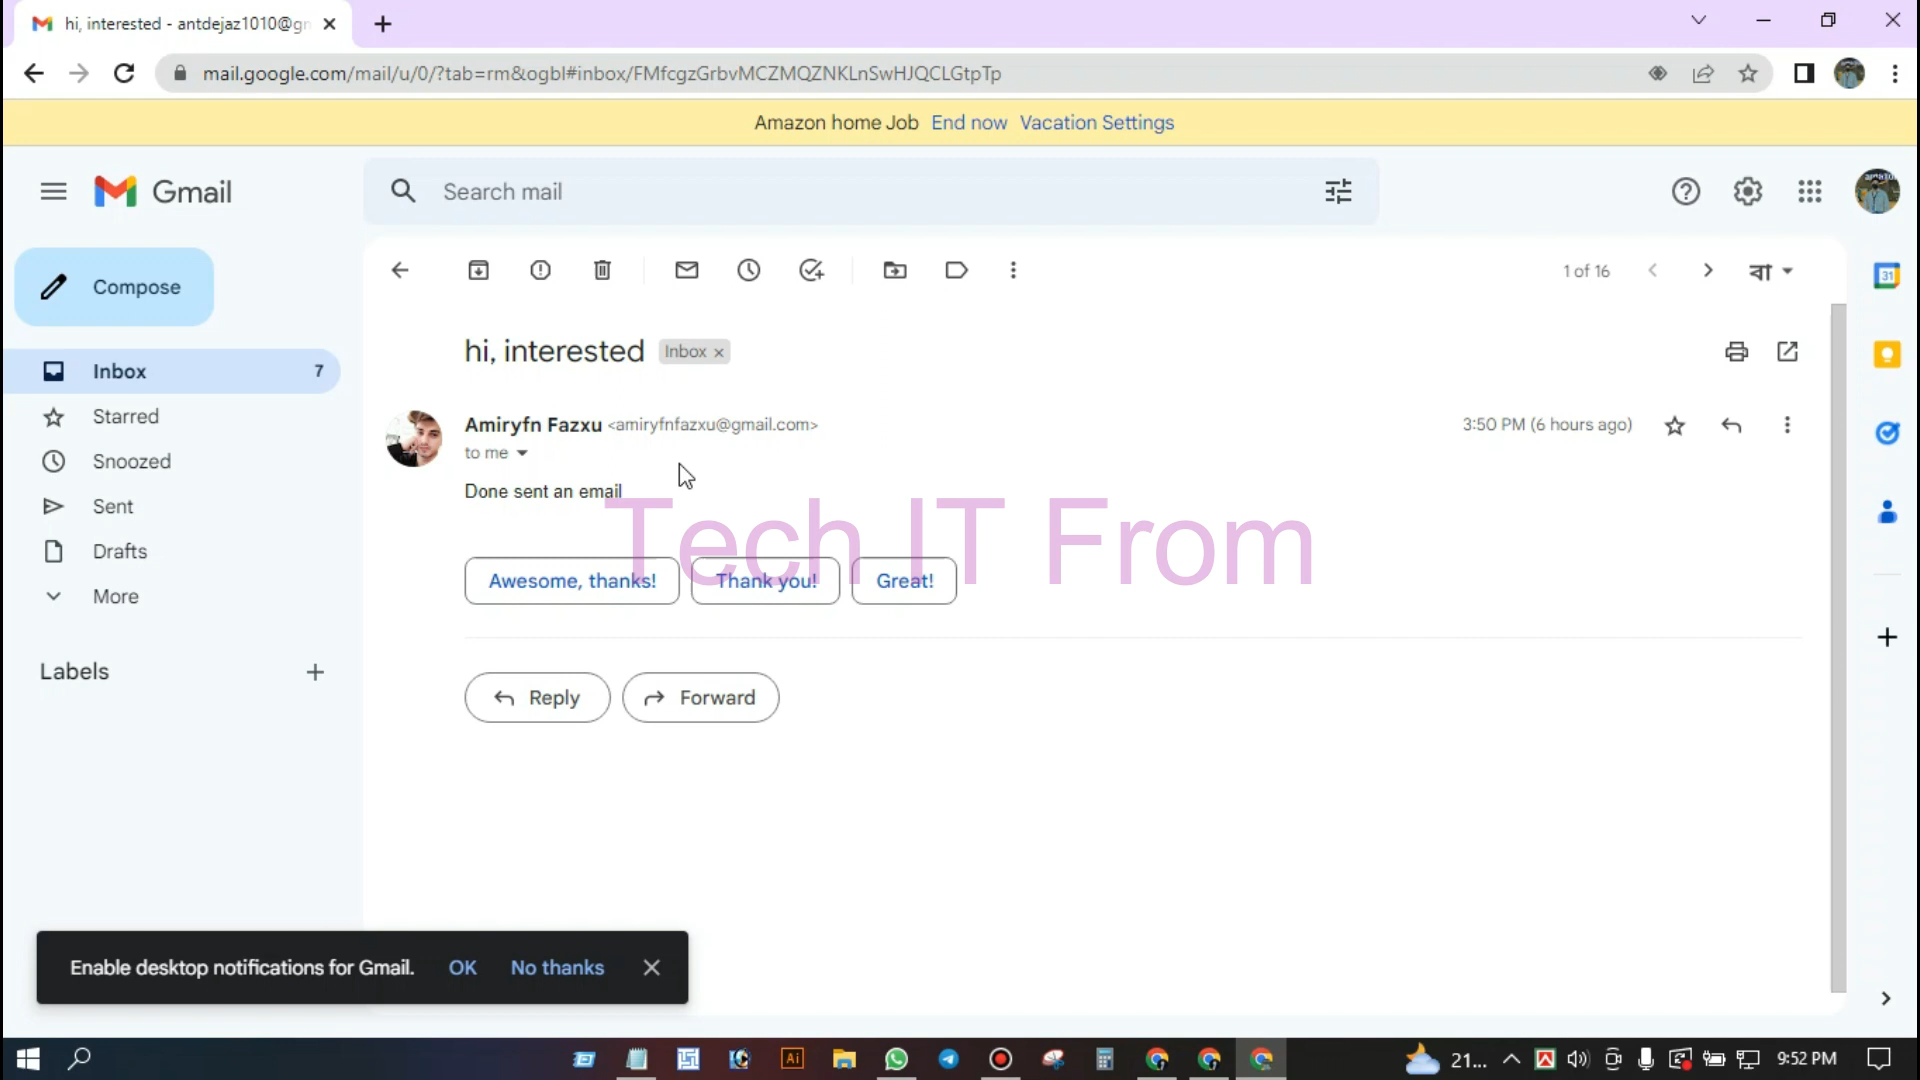 hi, interested - antdejaz1010@gn
mail.google.com/mail/u/0/?tab=rm&ogbl#inbox/FMfcgzGrbvMCZMQZNKLnSwHJQCLGtpTp
Amazon home Job End now Vacation Settings
Gmail
Search mail
Compose
1 of 16
বা
31
hi, interested Inbox x
Inbox 7
Starred
Snoozed
Sent
Drafts
More
Labels
Amiryfn Fazxu <amiryfnfazxu@gmail.com>
3:50 PM (6 hours ago)
to me
Done sent an email
Tech IT From
Awesome, thanks! Thank you! Great!
Reply Forward
Enable desktop notifications for Gmail. OK No thanks
Ai
21... 9:52 PM